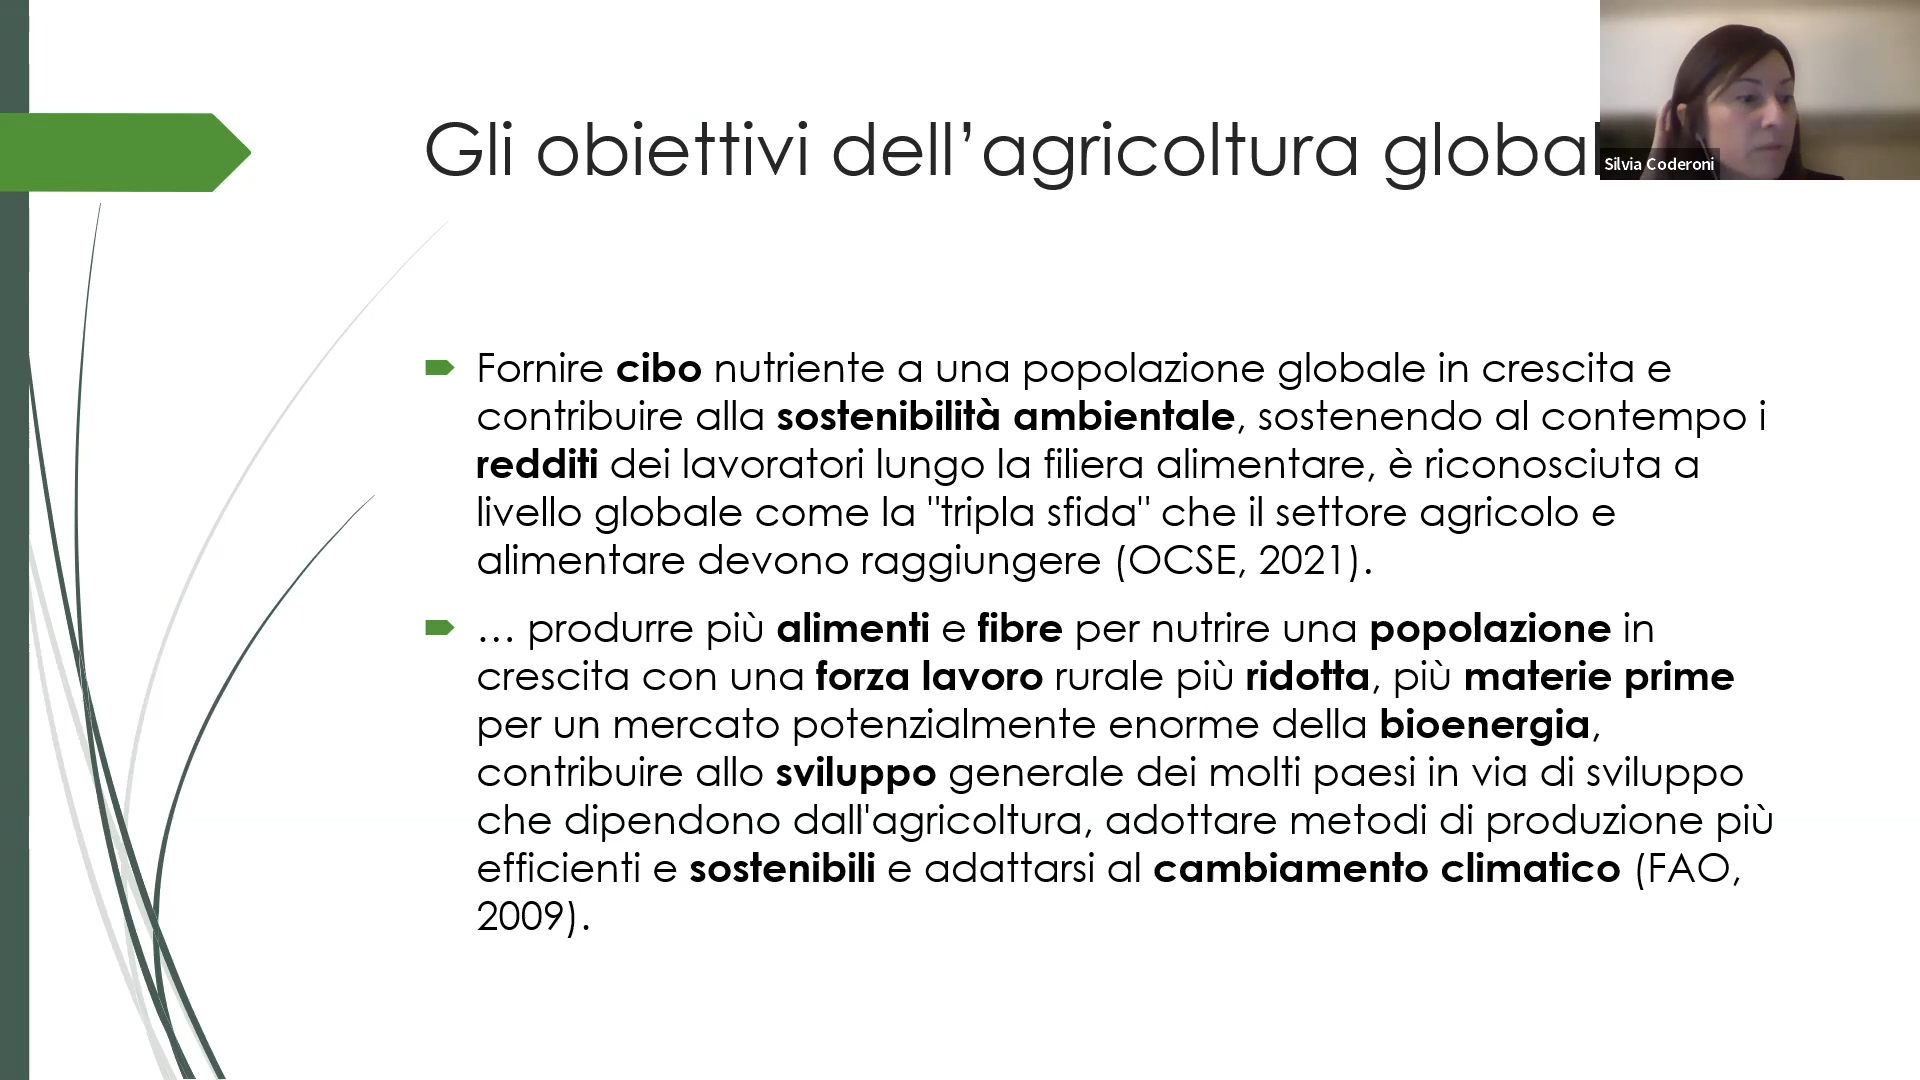 Gli obiettivi dell’agricoltura global
Silvia Coderoni
Fornire cibo nutriente a una popolazione globale in crescita e
contribuire alla sostenibilità ambientale, sostenendo al contempo i
redditi dei lavoratori lungo la filiera alimentare, è riconosciuta a
livello globale come la "tripla sfida" che il settore agricolo e
alimentare devono raggiungere (OCSE, 2021).
… produrre più alimenti e fibre per nutrire una popolazione in
crescita con una forza lavoro rurale più ridotta, più materie prime
per un mercato potenzialmente enorme della bioenergia,
contribuire allo sviluppo generale dei molti paesi in via di sviluppo
che dipendono dall'agricoltura, adottare metodi di produzione più
efficienti e sostenibili e adattarsi al cambiamento climatico (FAO,
2009).